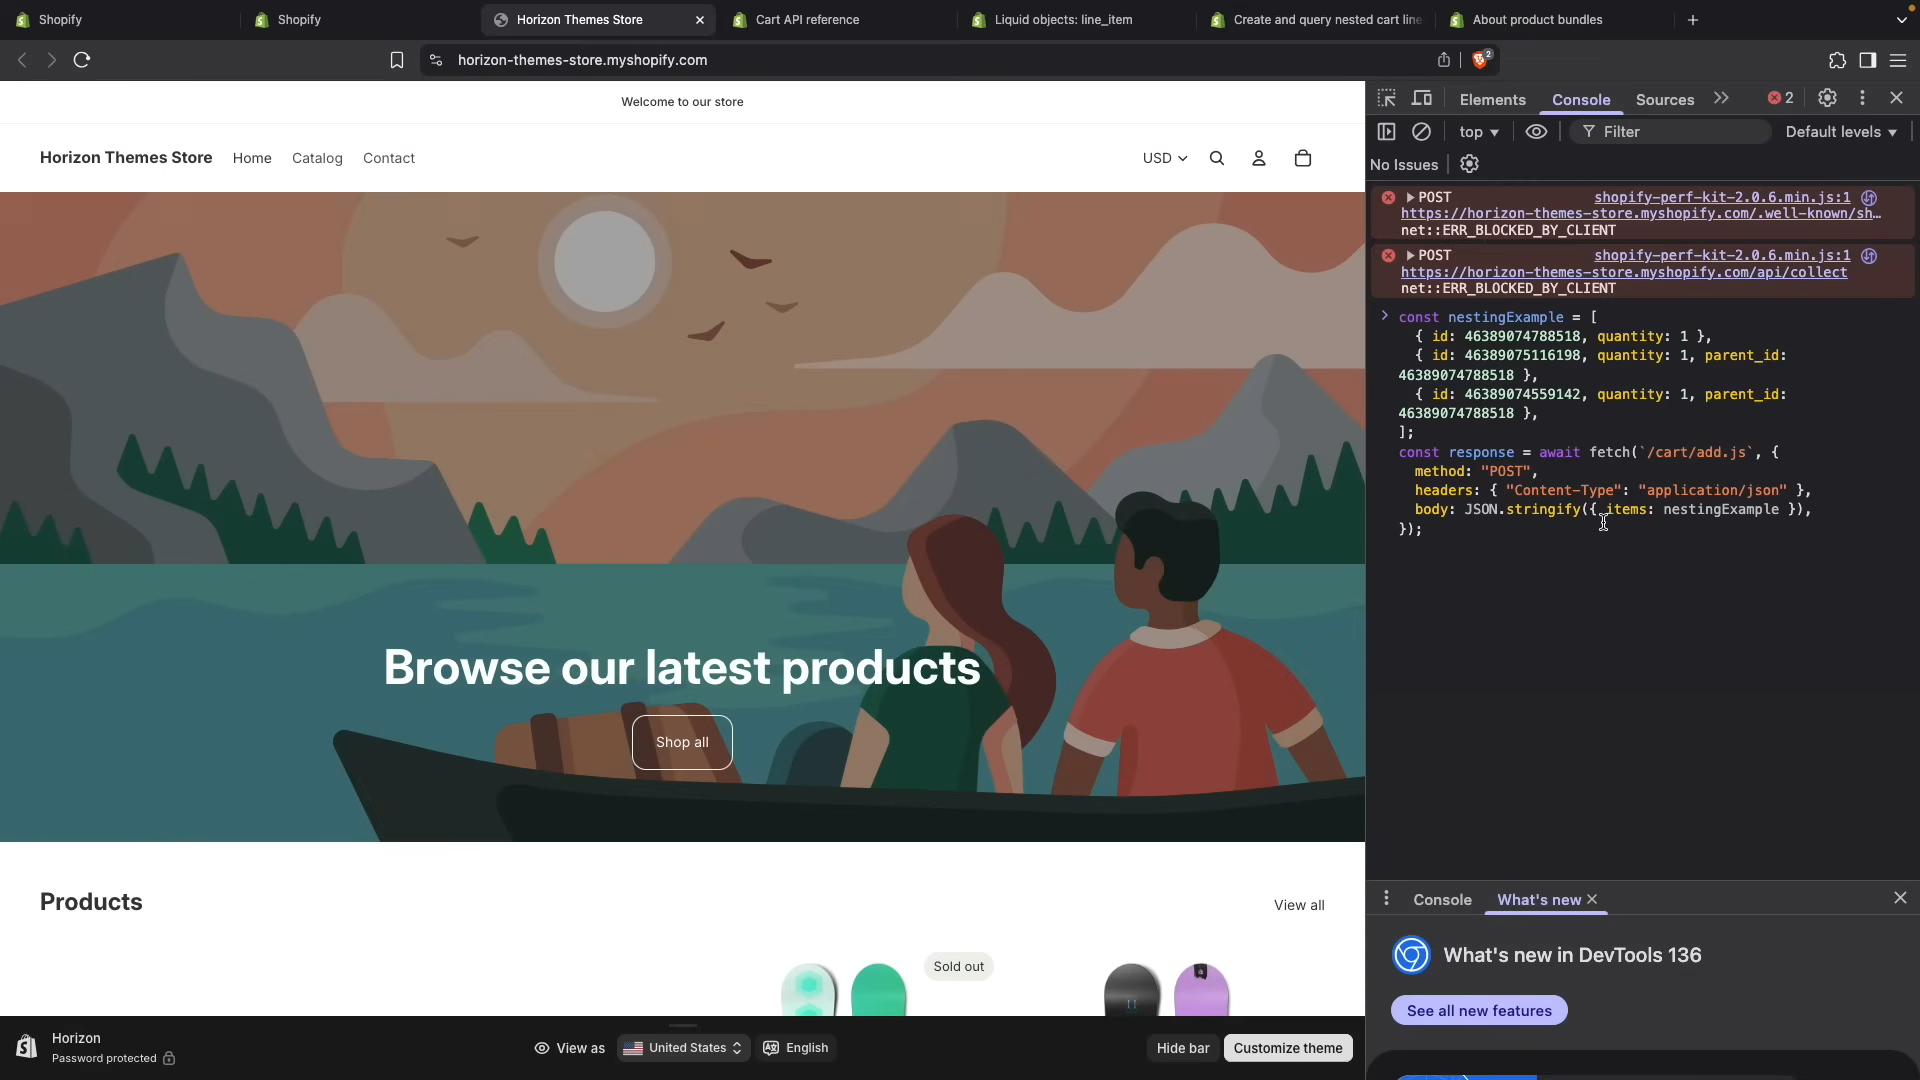 Shopify
Shopify
Horizon Themes Store
Cart API reference
Liquid objects: line_item
Create and query nested cart line
About product bundles
horizon-themes-store.myshopify.com
2
Welcome to our store
Horizon Themes Store
Home
Catalog
Contact
USD
Browse our latest products
Shop all
Products
View all
Sold out
Horizon
Password protected
View as
United States
English
Hide bar
Customize theme
Elements
Console
Sources
2
top
Filter
Default levels
No Issues
POST shopify-perf-kit-2.0.6.min.js:1
https://horizon-themes-store.myshopify.com/.well-known/sh…
net::ERR_BLOCKED_BY_CLIENT
POST shopify-perf-kit-2.0.6.min.js:1
https://horizon-themes-store.myshopify.com/api/collect
net::ERR_BLOCKED_BY_CLIENT
const nestingExample = [
{ id: 46389074788518, quantity: 1 },
{ id: 46389075116198, quantity: 1, parent_id:
46389074788518 },
{ id: 46389074559142, quantity: 1, parent_id:
46389074788518 },
];
const response = await fetch(`/cart/add.js`, {
method: "POST",
headers: { "Content-Type": "application/json" },
body: JSON.stringify({ items: nestingExample }),
});
Console
What's new
What's new in DevTools 136
See all new features